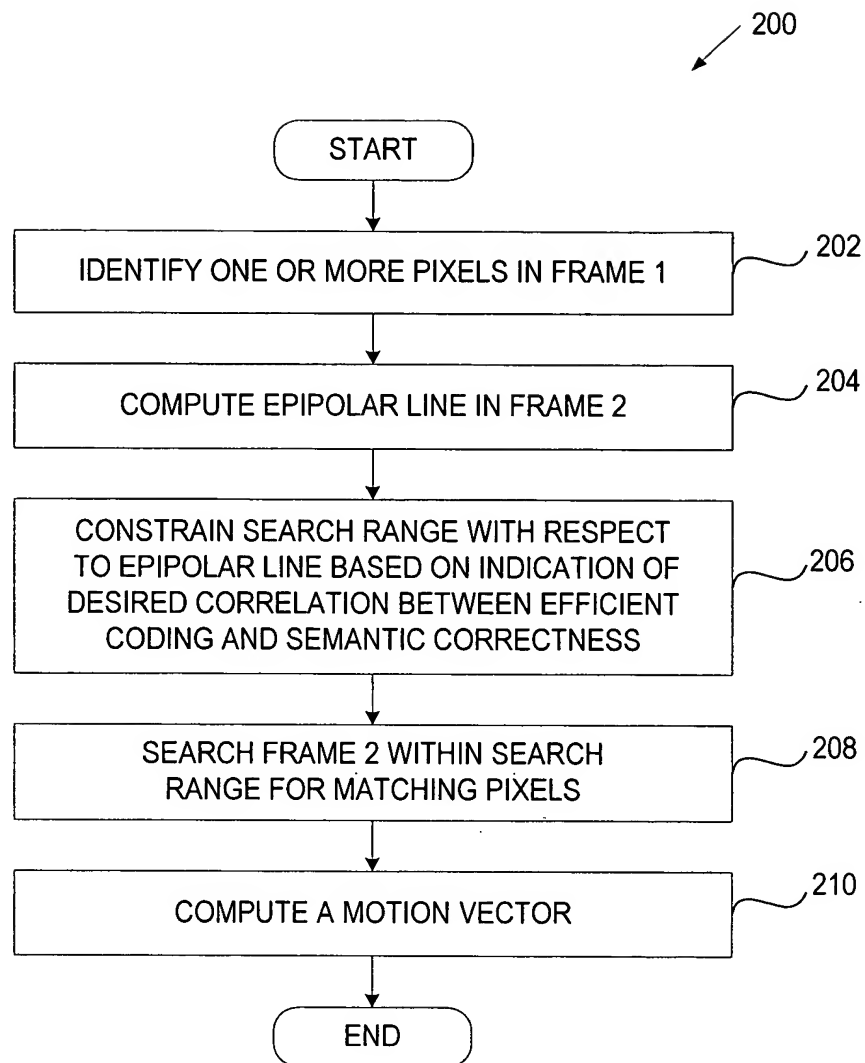 200
START
IDENTIFY ONE OR MORE PIXELS IN FRAME 1
202
COMPUTE EPIPOLAR LINE IN FRAME 2
204
CONSTRAIN SEARCH RANGE WITH RESPECT
TO EPIPOLAR LINE BASED ON INDICATION OF
DESIRED CORRELATION BETWEEN EFFICIENT
CODING AND SEMANTIC CORRECTNESS
206
SEARCH FRAME 2 WITHIN SEARCH
RANGE FOR MATCHING PIXELS
208
COMPUTE A MOTION VECTOR
210
END